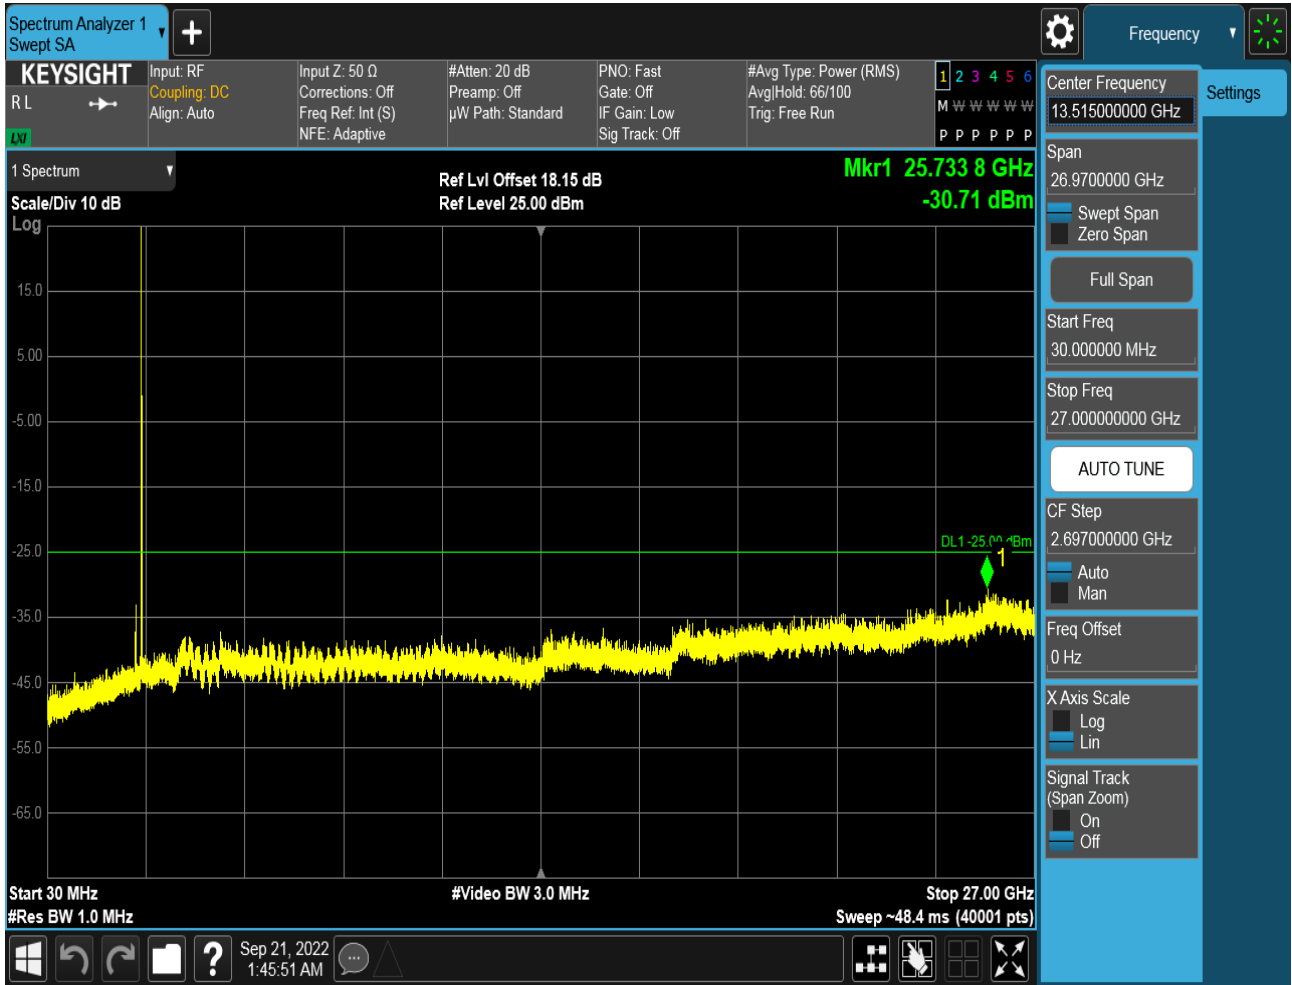 Spectrum Analyzer 1
Swept SA
+
Frequency
KEYSIGHT
R L
LXI
Input: RF
Coupling: DC
Align: Auto
Input Z: 50 Ω
Corrections: Off
Freq Ref: Int (S)
NFE: Adaptive
#Atten: 20 dB
Preamp: Off
µW Path: Standard
PNO: Fast
Gate: Off
IF Gain: Low
Sig Track: Off
#Avg Type: Power (RMS)
Avg|Hold: 66/100
Trig: Free Run
1 2 3 4 5 6
M W W W W W
P P P P P P
1 Spectrum
Scale/Div 10 dB
Log
Ref Lvl Offset 18.15 dB
Ref Level 25.00 dBm
Mkr1 25.733 8 GHz
-30.71 dBm
15.0
5.00
-5.00
-15.0
-25.0
-35.0
-45.0
-55.0
-65.0
DL1 -25.00 dBm
1
Start 30 MHz
#Res BW 1.0 MHz
#Video BW 3.0 MHz
Stop 27.00 GHz
Sweep ~48.4 ms (40001 pts)
Center Frequency
13.515000000 GHz
Span
26.9700000 GHz
Swept Span
Zero Span
Full Span
Start Freq
30.000000 MHz
Stop Freq
27.000000000 GHz
AUTO TUNE
CF Step
2.697000000 GHz
Auto
Man
Freq Offset
0 Hz
X Axis Scale
Log
Lin
Signal Track
(Span Zoom)
On
Off
Settings
?
Sep 21, 2022
1:45:51 AM